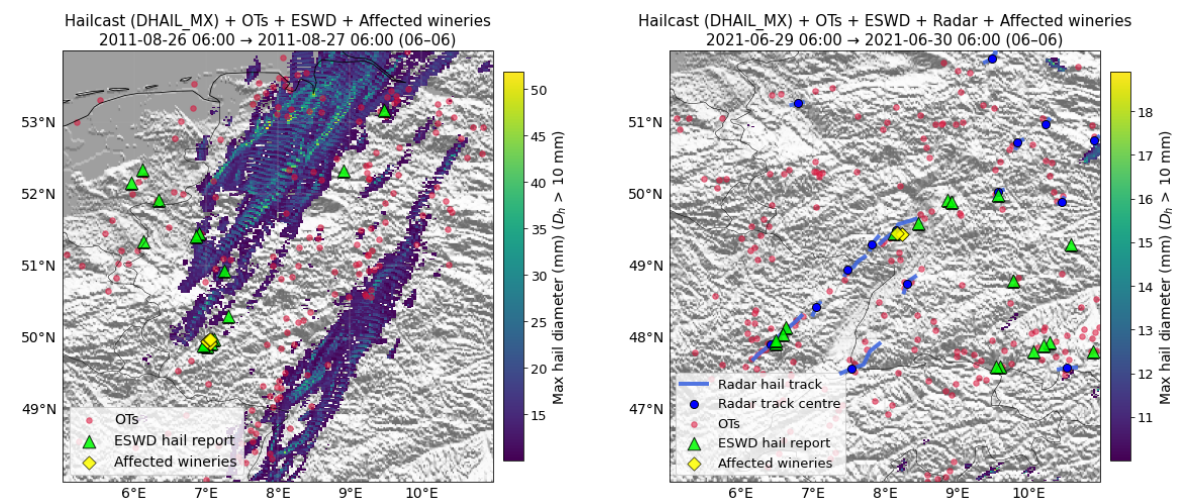 Hailcast (DHAIL_MX) + OTs + ESWD + Affected wineries
2011-08-26 06:00 → 2011-08-27 06:00 (06–06)
53°N
52°N
51°N
50°N
49°N
6°E
7°E
8°E
9°E
10°E
OTs
ESWD hail report
Affected wineries
50
45
40
35
30
25
20
15
Max hail diameter (mm) (Dₕ > 10 mm)
Hailcast (DHAIL_MX) + OTs + ESWD + Radar + Affected wineries
2021-06-29 06:00 → 2021-06-30 06:00 (06–06)
51°N
50°N
49°N
48°N
47°N
6°E
7°E
8°E
9°E
10°E
Radar hail track
Radar track centre
OTs
ESWD hail report
Affected wineries
18
17
16
15
14
13
12
11
Max hail diameter (mm) (Dₕ > 10 mm)